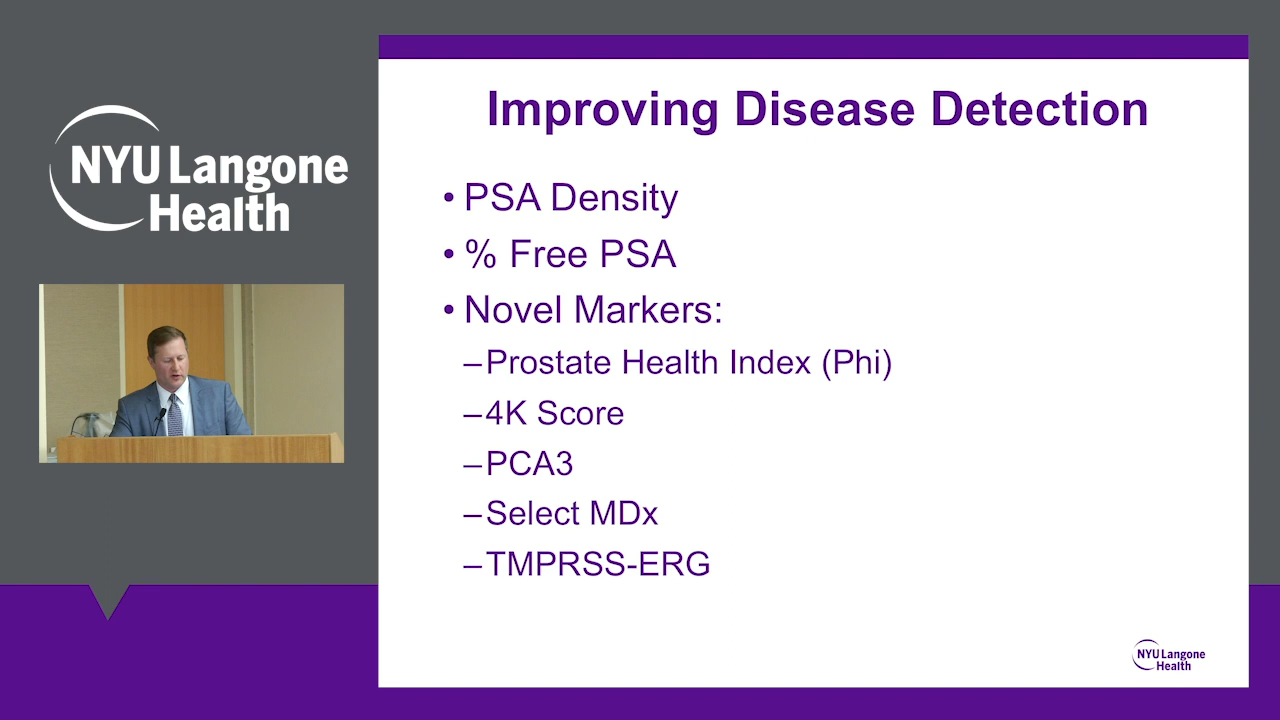 NYU Langone
Health
Improving Disease Detection
• PSA Density
• % Free PSA
• Novel Markers:
–Prostate Health Index (Phi)
–4K Score
–PCA3
–Select MDx
–TMPRSS-ERG
NYU Langone
Health